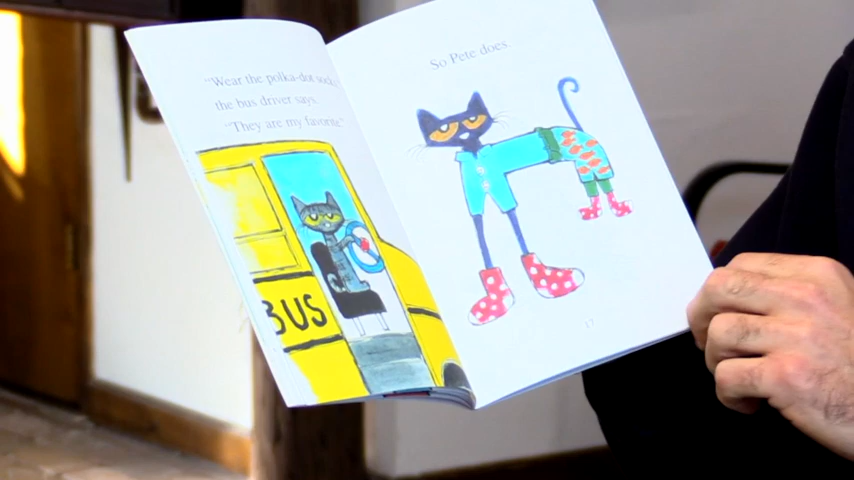 "Wear the polka-dot socks,"
the bus driver says.
"They are my favorite."
BUS
So Pete does.
17